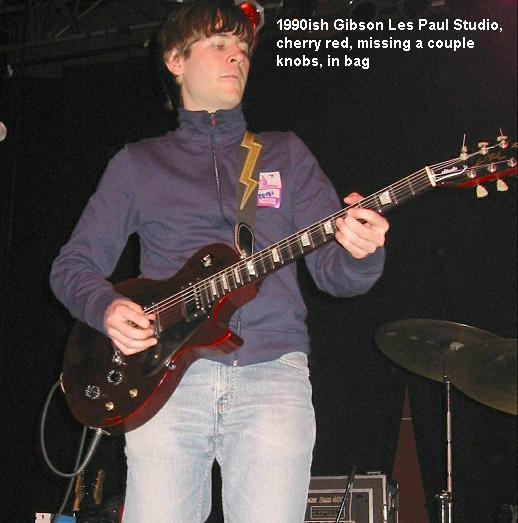 1990ish Gibson Les Paul Studio,
cherry red, missing a couple
knobs, in bag